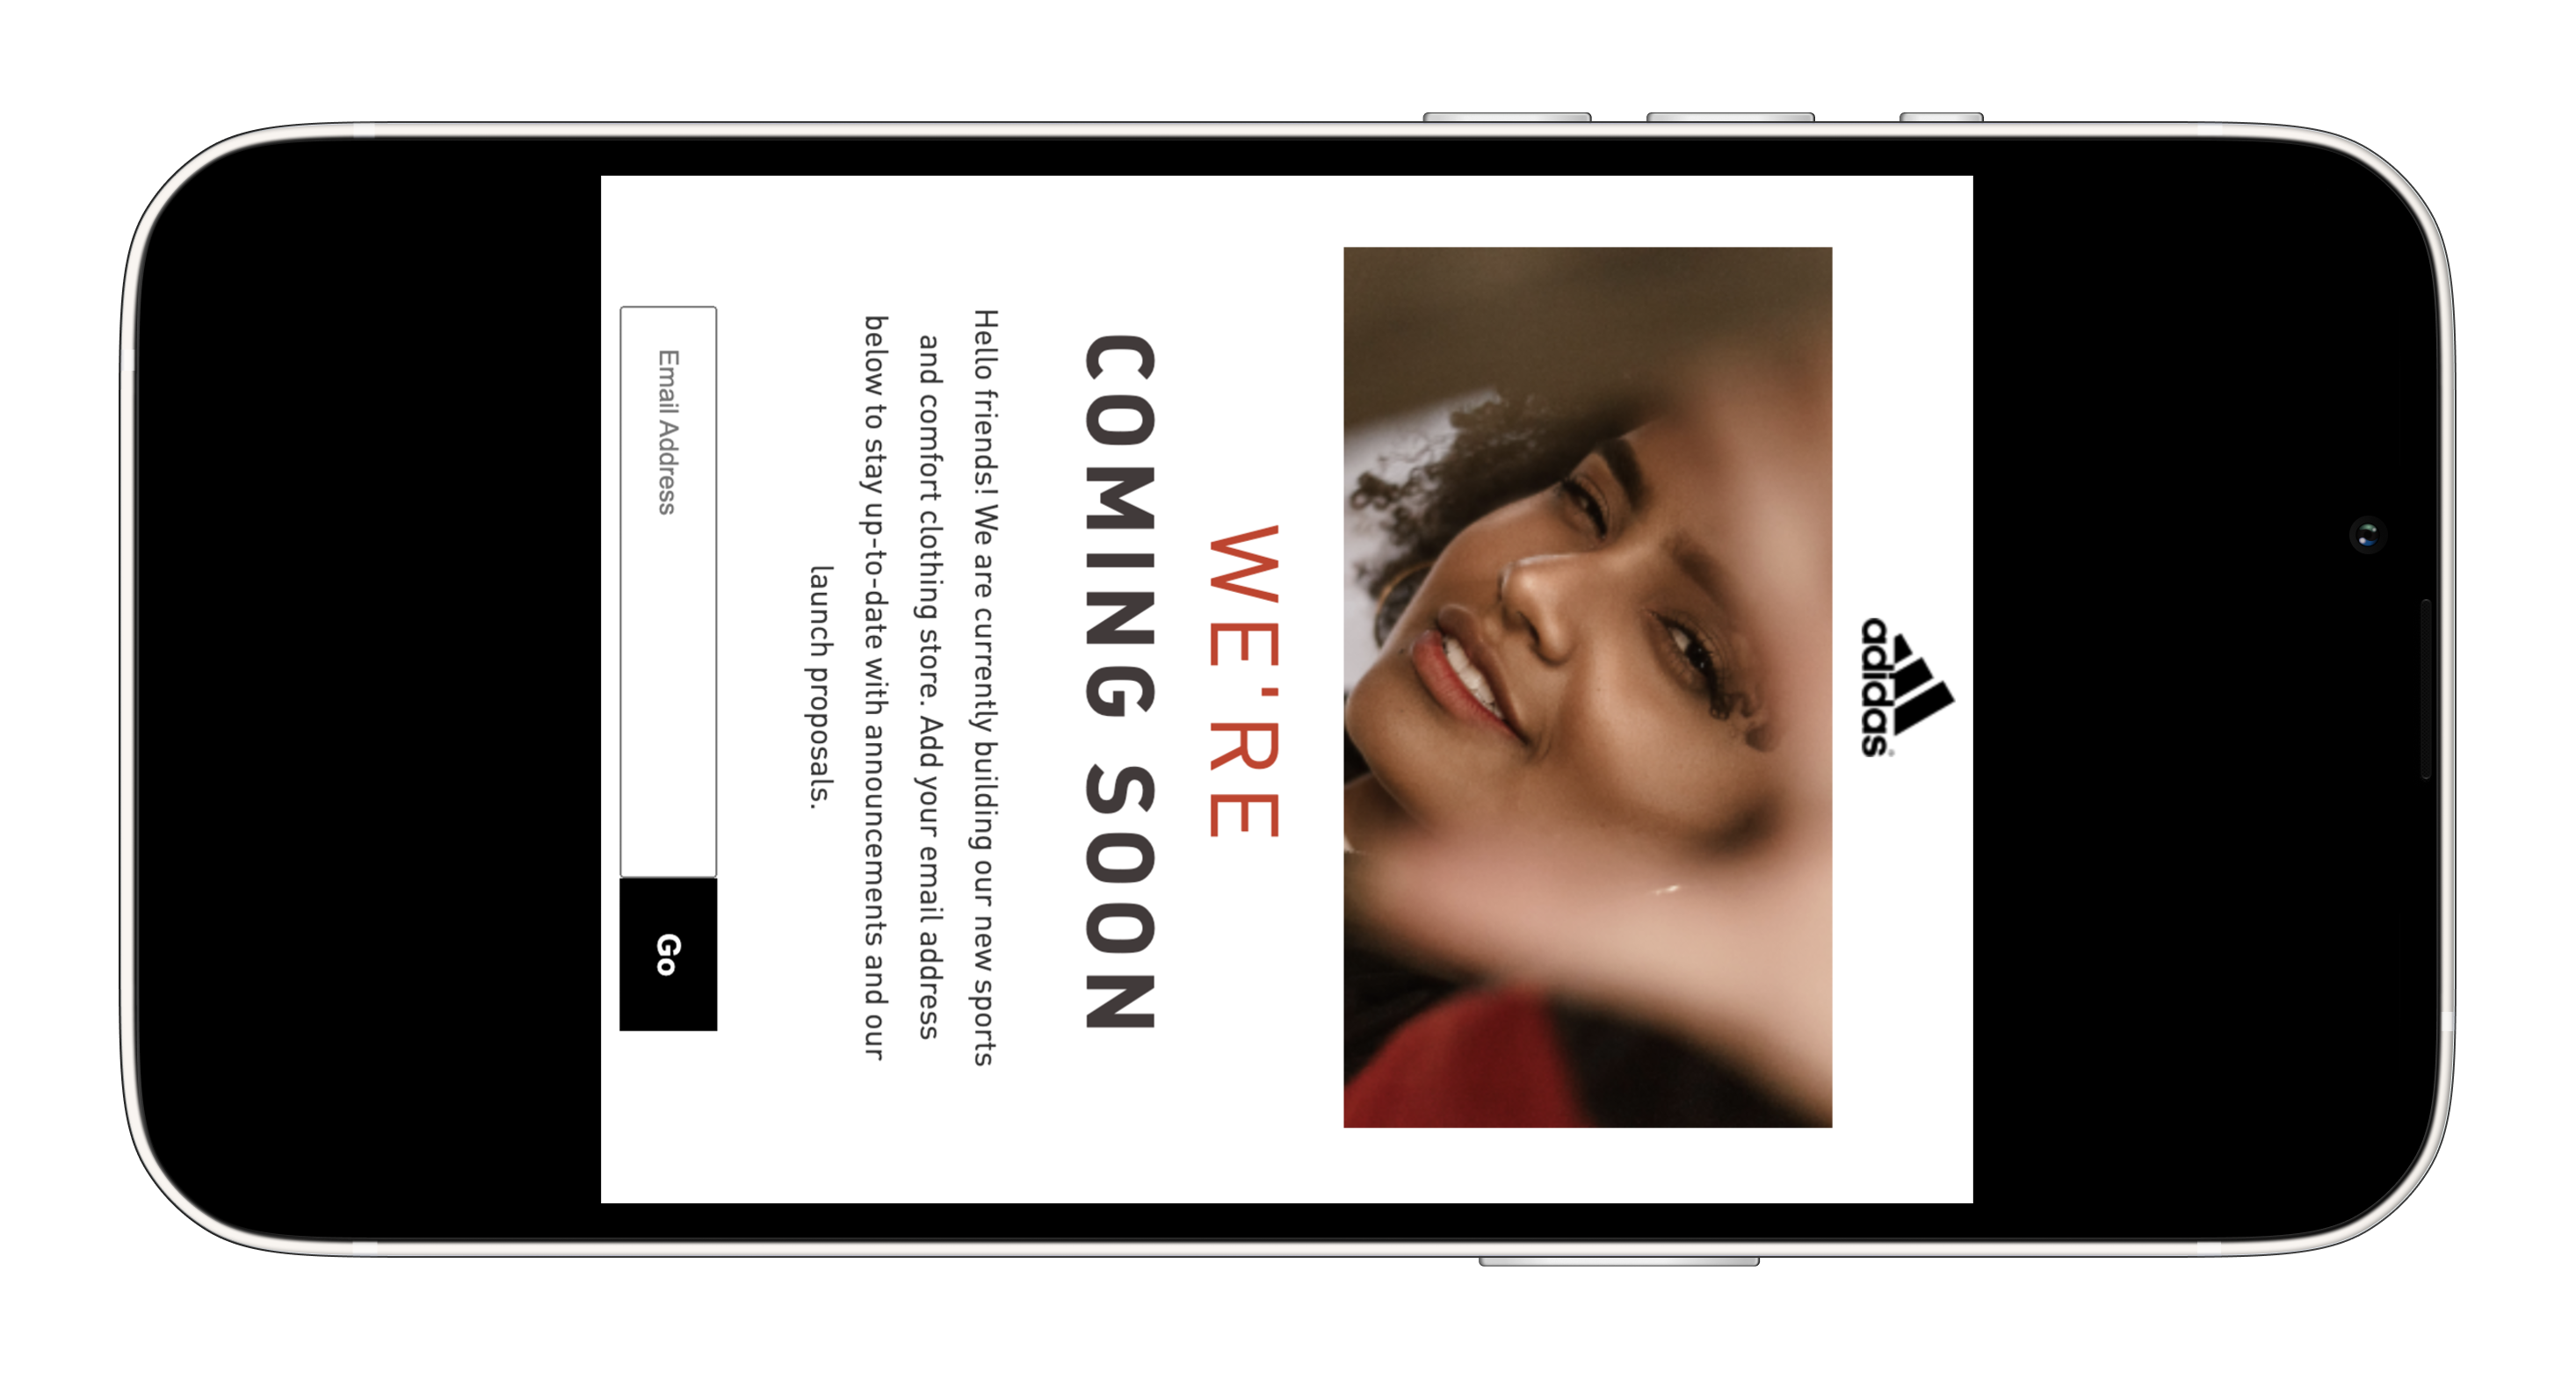 adidas
WE'RE
COMING SOON
Hello friends! We are currently building our new sports
and comfort clothing store. Add your email address
below to stay up-to-date with announcements and our
launch proposals.
Email Address
Go